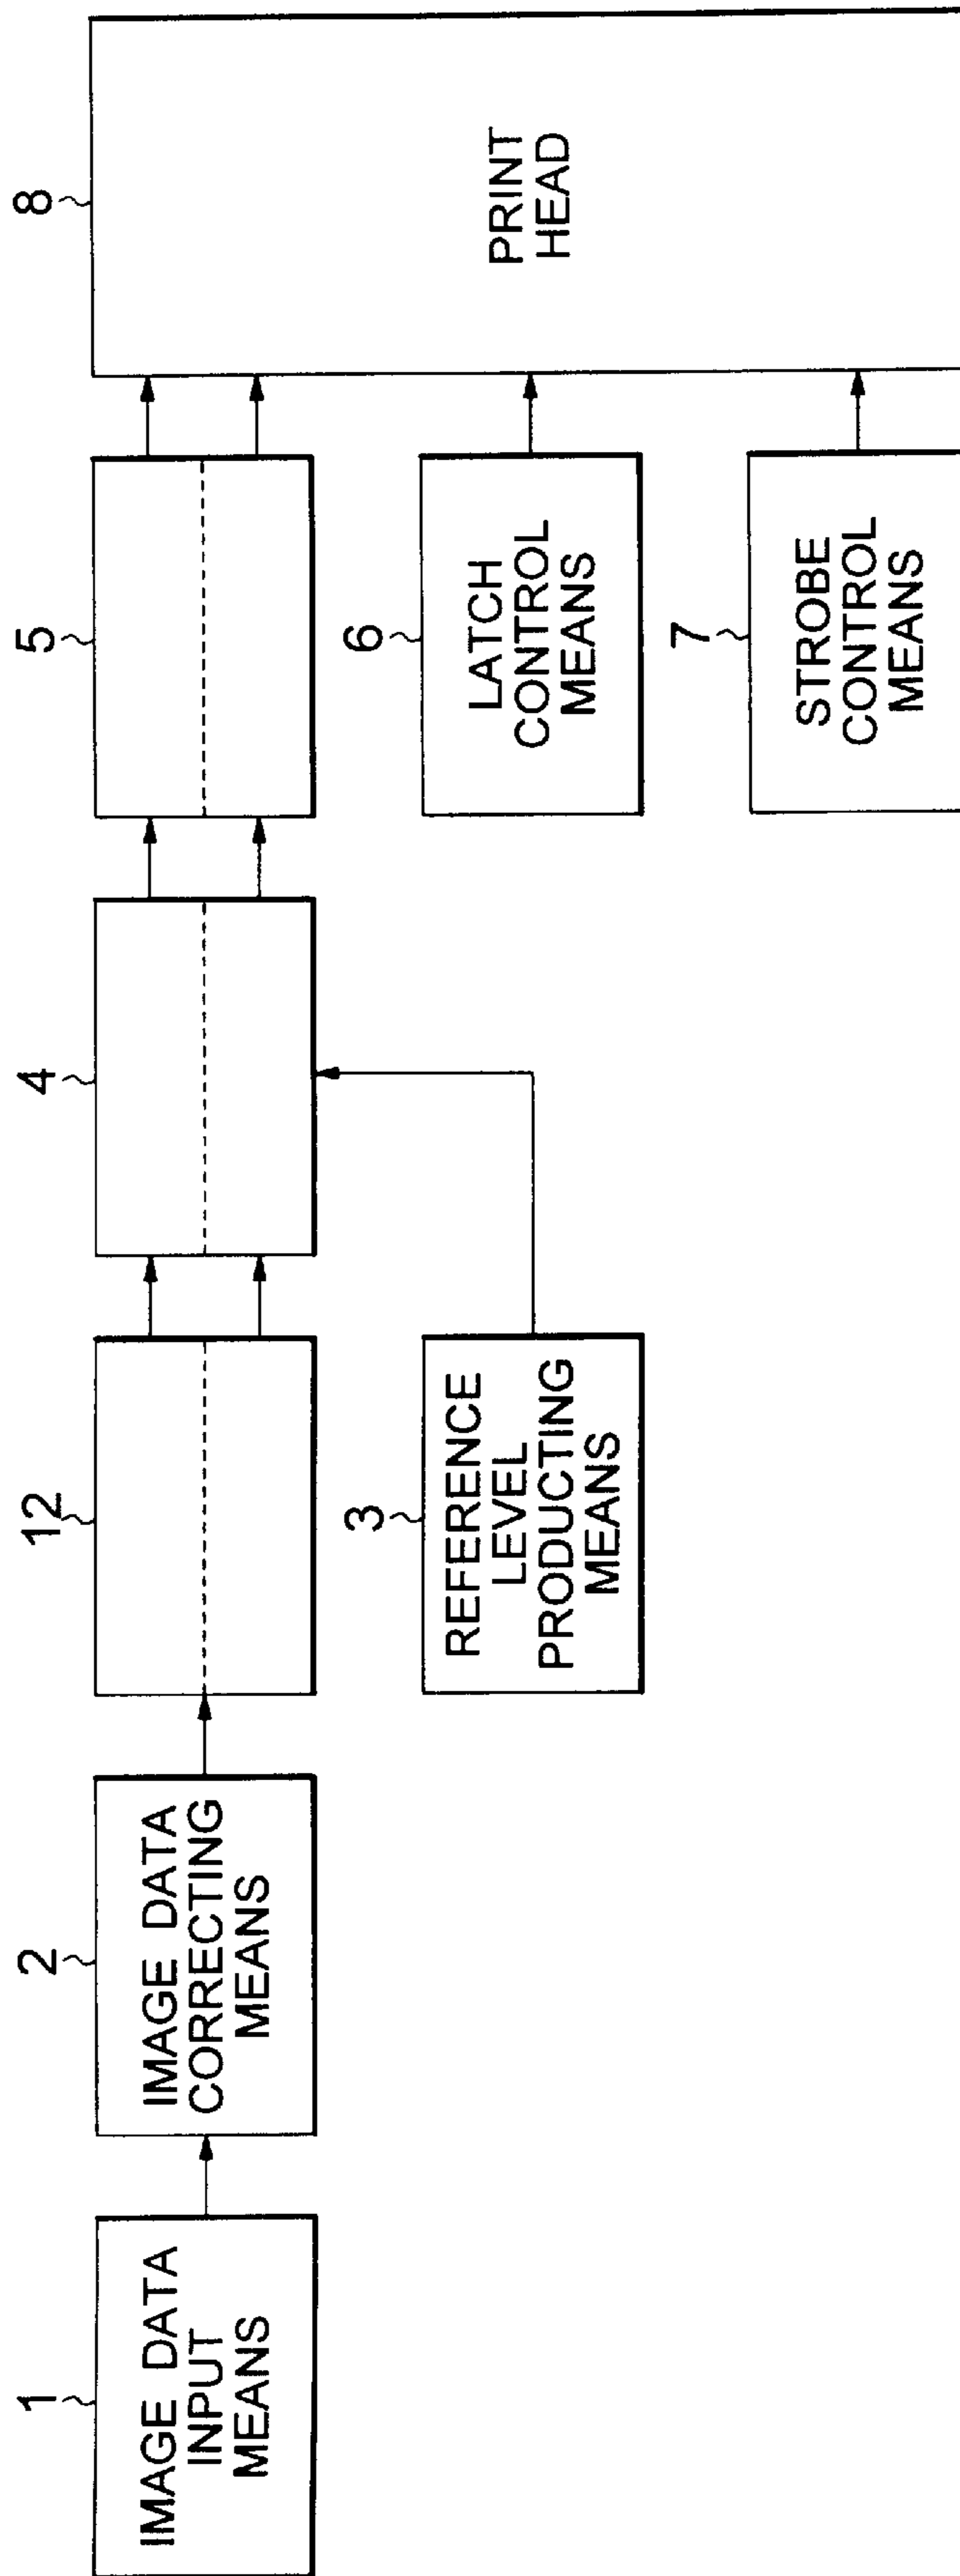 1
IMAGE DATA
INPUT
MEANS
2
IMAGE DATA
CORRECTING
MEANS
12
3
REFERENCE
LEVEL
PRODUCTING
MEANS
4
5
6
LATCH
CONTROL
MEANS
7
STROBE
CONTROL
MEANS
8
PRINT
HEAD